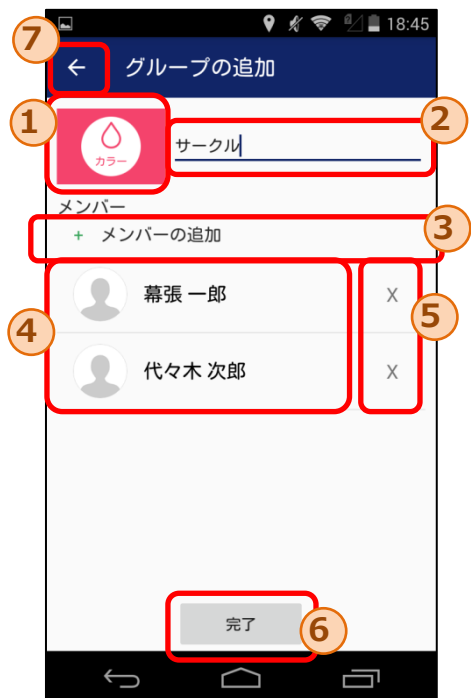 18:45
7
← グループの追加
1
カラー
サークル
2
メンバー
+ メンバーの追加
3
4
幕張 一郎
X
5
代々木 次郎
X
完了
6